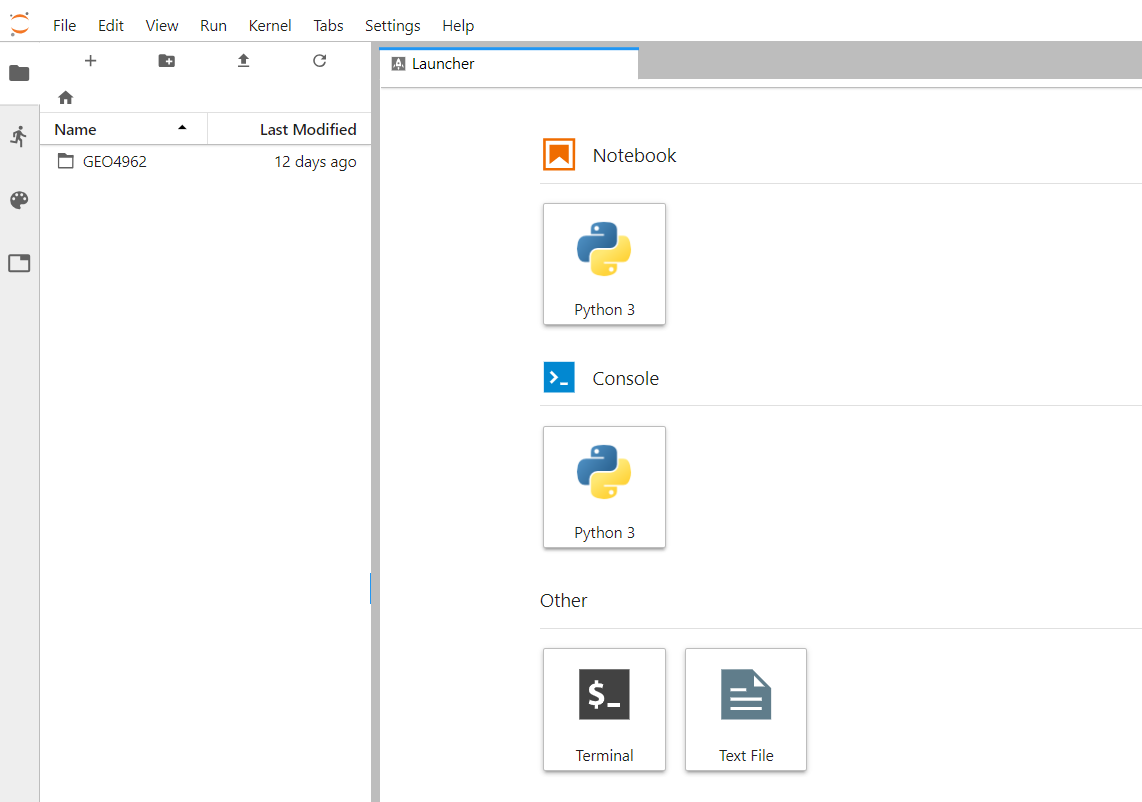 File Edit View Run Kernel Tabs Settings Help
Launcher
Name Last Modified
GEO4962 12 days ago
Notebook
Python 3
Console
Python 3
Other
$_
Terminal Text File